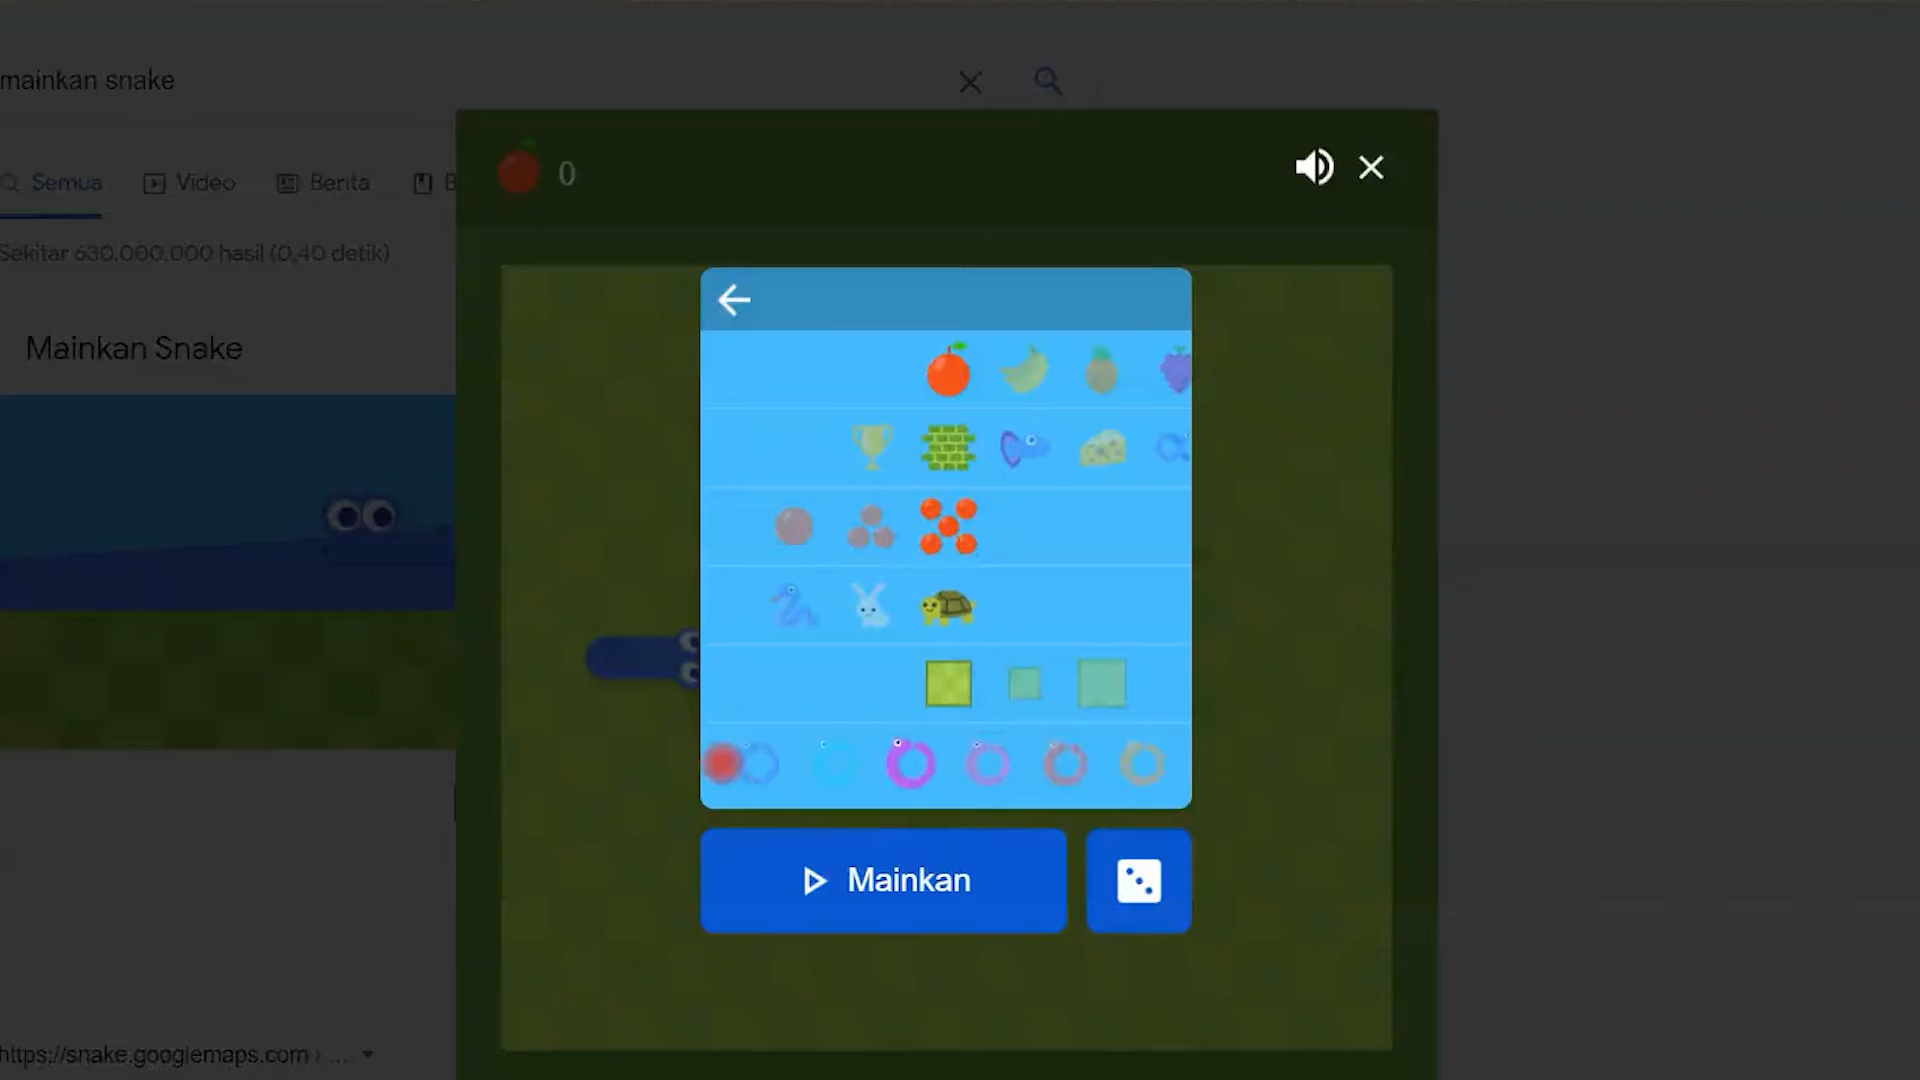 mainkan snake
Semua Video Berita B
0
Sekitar 630.000.000 hasil (0,40 detik)
Mainkan Snake
Mainkan
https://snake.googlemaps.com › ...